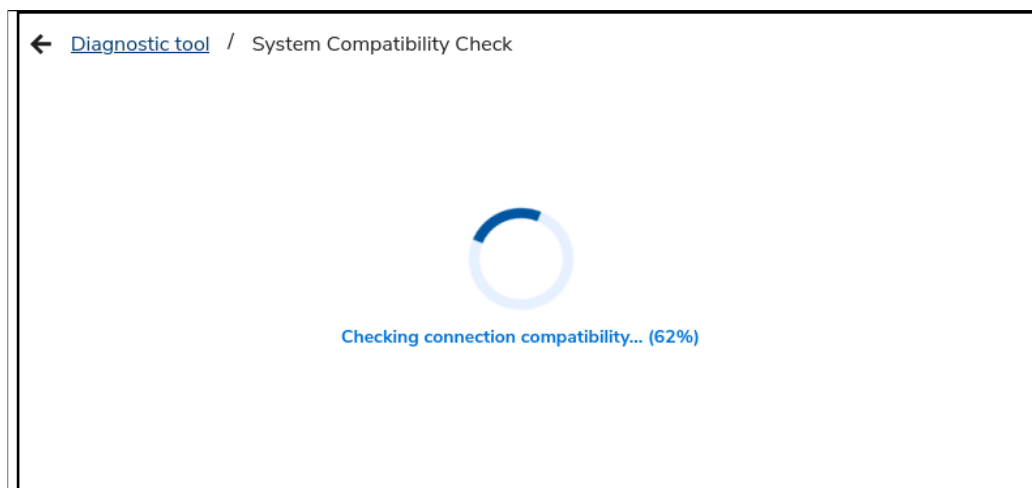 Diagnostic tool / System Compatibility Check
Checking connection compatibility... (62%)